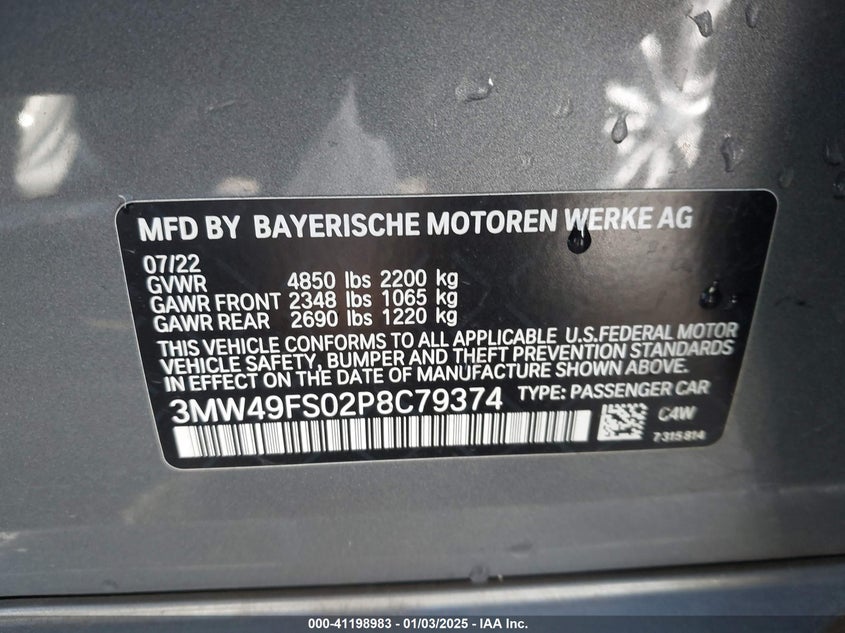 MFD BY BAYERISCHE MOTOREN WERKE AG
07/22
GVWR 4850 lbs 2200 kg
GAWR FRONT 2348 lbs 1065 kg
GAWR REAR 2690 lbs 1220 kg
THIS VEHICLE CONFORMS TO ALL APPLICABLE U.S.FEDERAL MOTOR
VEHICLE SAFETY, BUMPER AND THEFT PREVENTION STANDARDS
IN EFFECT ON THE DATE OF MANUFACTURE SHOWN ABOVE.
3MW49FS02P8C79374 TYPE: PASSENGER CAR
C4W
7315814
000-41198983 - 01/03/2025 - IAA Inc.